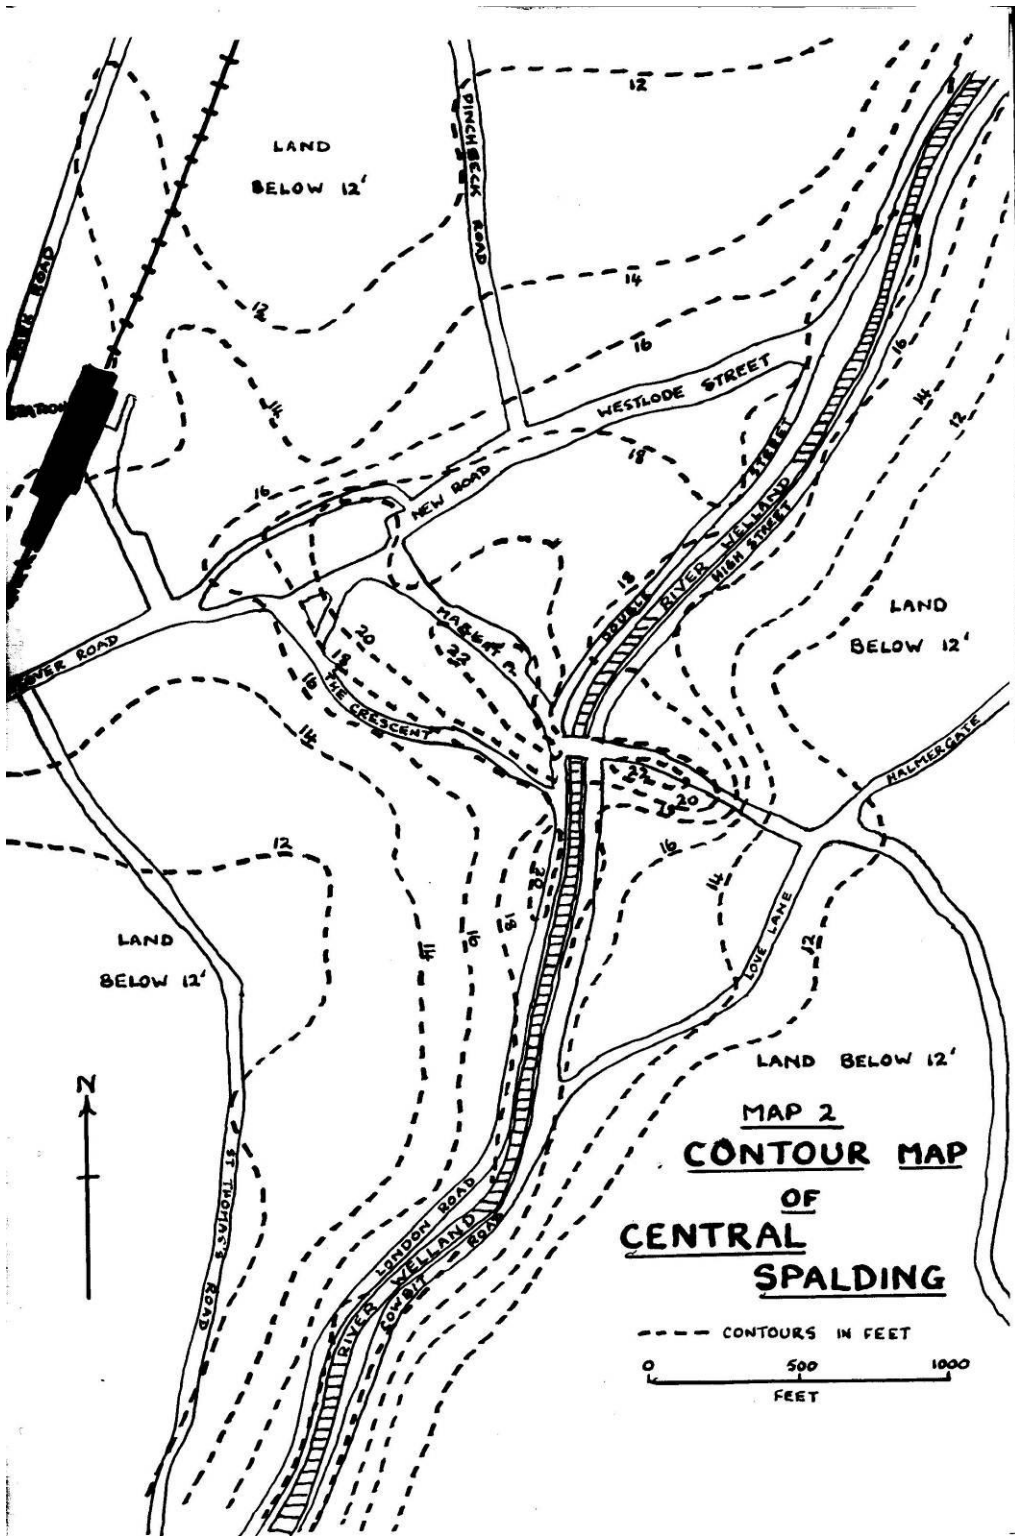 LAND
BELOW 12'
PINCHBECK ROAD
12
14
12
16
14
STATION
WESTLODE STREET
16
14
12
18
16
NEW ROAD
DOUBLE STREET
RIVER WELLAND
HIGH STREET
18
MARKET P.
LAND
BELOW 12'
20
22
18
16
THE CRESCENT
14
ROAD
HALMERGATE
22
20
18
16
14
12
20
18
16
14
LOVE LANE
12
LAND
BELOW 12'
LAND BELOW 12'
N
MAP 2
CONTOUR MAP
OF
CENTRAL
SPALDING
ST THOMAS'S ROAD
LONDON ROAD
RIVER WELLAND
COWBIT ROAD
CONTOURS IN FEET
0 500 1000
FEET